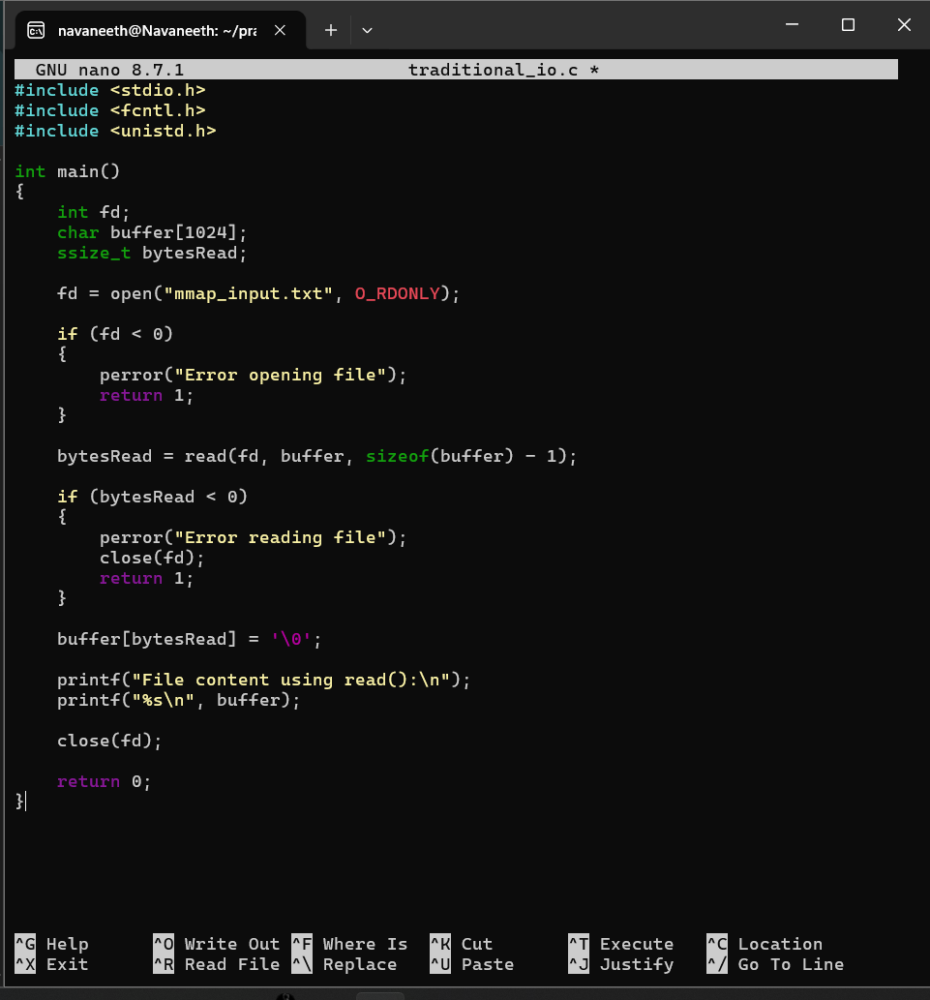 navaneeth@Navaneeth: ~/pra
GNU nano 8.7.1 traditional_io.c *
#include <stdio.h>
#include <fcntl.h>
#include <unistd.h>
int main()
{
    int fd;
    char buffer[1024];
    ssize_t bytesRead;
    fd = open("mmap_input.txt", O_RDONLY);
    if (fd < 0)
    {
        perror("Error opening file");
        return 1;
    }
    bytesRead = read(fd, buffer, sizeof(buffer) - 1);
    if (bytesRead < 0)
    {
        perror("Error reading file");
        close(fd);
        return 1;
    }
    buffer[bytesRead] = '\0';
    printf("File content using read():\n");
    printf("%s\n", buffer);
    close(fd);
    return 0;
}
^G Help ^O Write Out ^F Where Is ^K Cut ^T Execute ^C Location
^X Exit ^R Read File ^\ Replace ^U Paste ^J Justify ^/ Go To Line